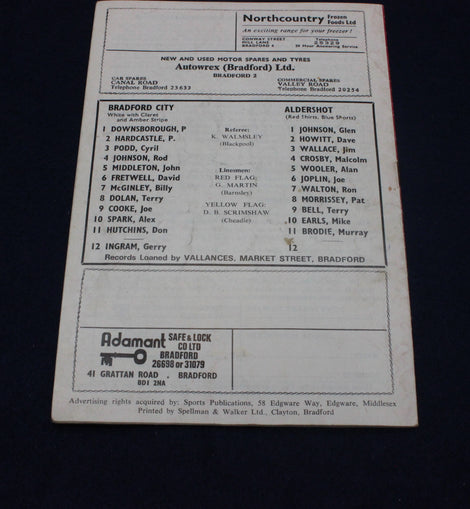 Northcountry Frozen Foods Ltd
An exciting range for your freezer!
CONWAY STREET Telephone
HILL LANE 29329
BRADFORD 4 24 Hour Answering Service
NEW AND USED MOTOR SPARES AND TYRES
Autowrex (Bradford) Ltd.
BRADFORD 2
CAR SPARES COMMERCIAL SPARES
CANAL ROAD VALLEY ROAD
Telephone Bradford 23633 Telephone Bradford 20254
BRADFORD CITY
White with Claret
and Amber Stripe
1 DOWNSBOROUGH, P
2 HARDCASTLE, P.
3 PODD, Cyril
4 JOHNSON, Rod
5 MIDDLETON, John
6 FRETWELL, David
7 McGINLEY, Billy
8 DOLAN, Terry
9 COOKE, Joe
10 SPARK, Alex
11 HUTCHINS, Don
12 INGRAM, Gerry
Referee:
K. WALMSLEY
(Blackpool)
Linesmen:
RED FLAG:
G. MARTIN
(Barnsley)
YELLOW FLAG:
D. B. SCRIMSHAW
(Cheadle)
ALDERSHOT
(Red Shirts, Blue Shorts)
1 JOHNSON, Glen
2 HOWITT, Dave
3 WALLACE, Jim
4 CROSBY, Malcolm
5 WOOLER, Alan
6 JOPLIN, Joe
7 WALTON, Ron
8 MORRISSEY, Pat
9 BELL, Terry
10 EARLS, Mike
11 BRODIE, Murray
12
Records Loaned by VALLANCES, MARKET STREET, BRADFORD
Adamant SAFE & LOCK
CO LTD
BRADFORD
26698 or 31079
41 GRATTAN ROAD . BRADFORD
BD1 2NA
Advertising rights acquired by: Sports Publications, 58 Edgware Way, Edgware, Middlesex
Printed by Spellman & Walker Ltd., Clayton, Bradford